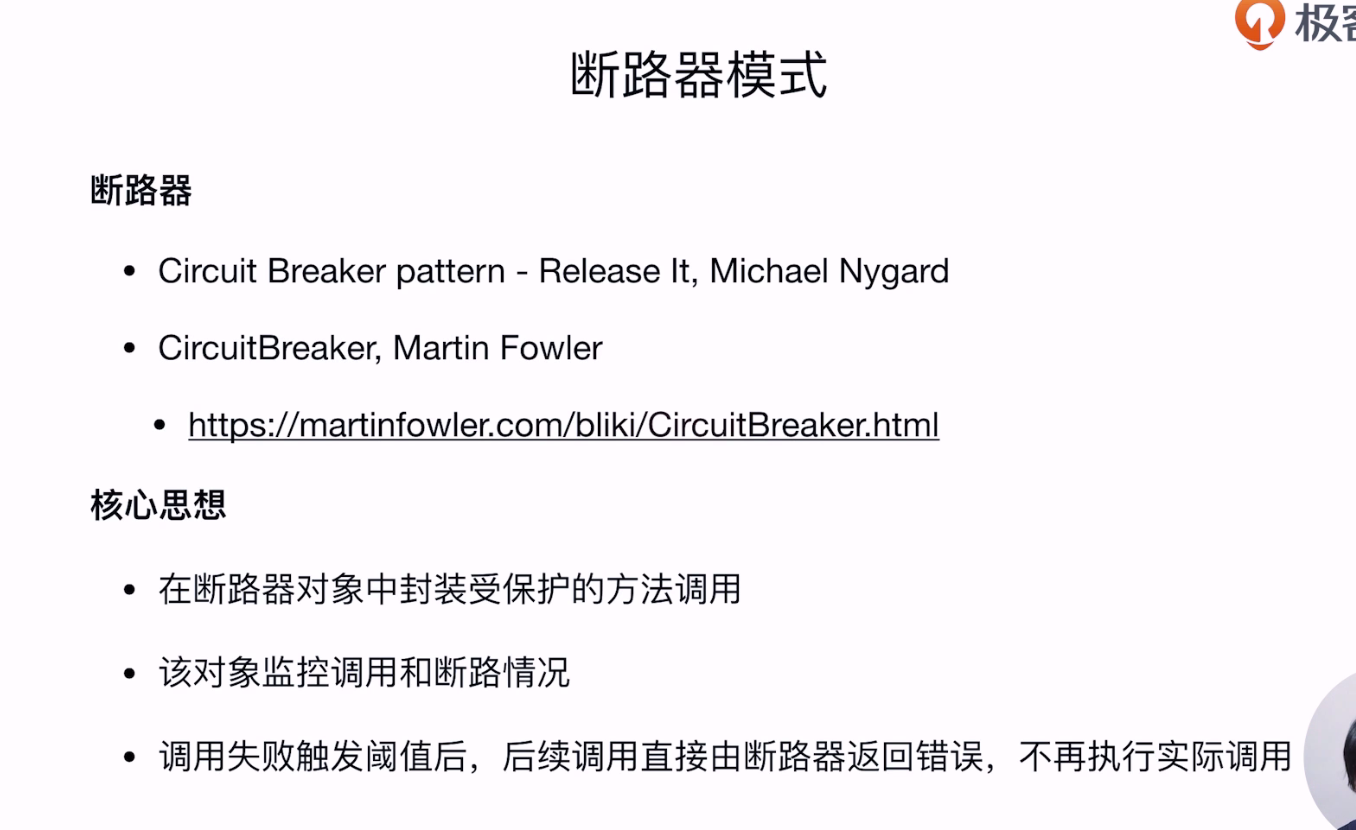 极客
断路器模式
断路器
Circuit Breaker pattern - Release It, Michael Nygard
CircuitBreaker, Martin Fowler
https://martinfowler.com/bliki/CircuitBreaker.html
核心思想
在断路器对象中封装受保护的方法调用
该对象监控调用和断路情况
调用失败触发阈值后，后续调用直接由断路器返回错误，不再执行实际调用